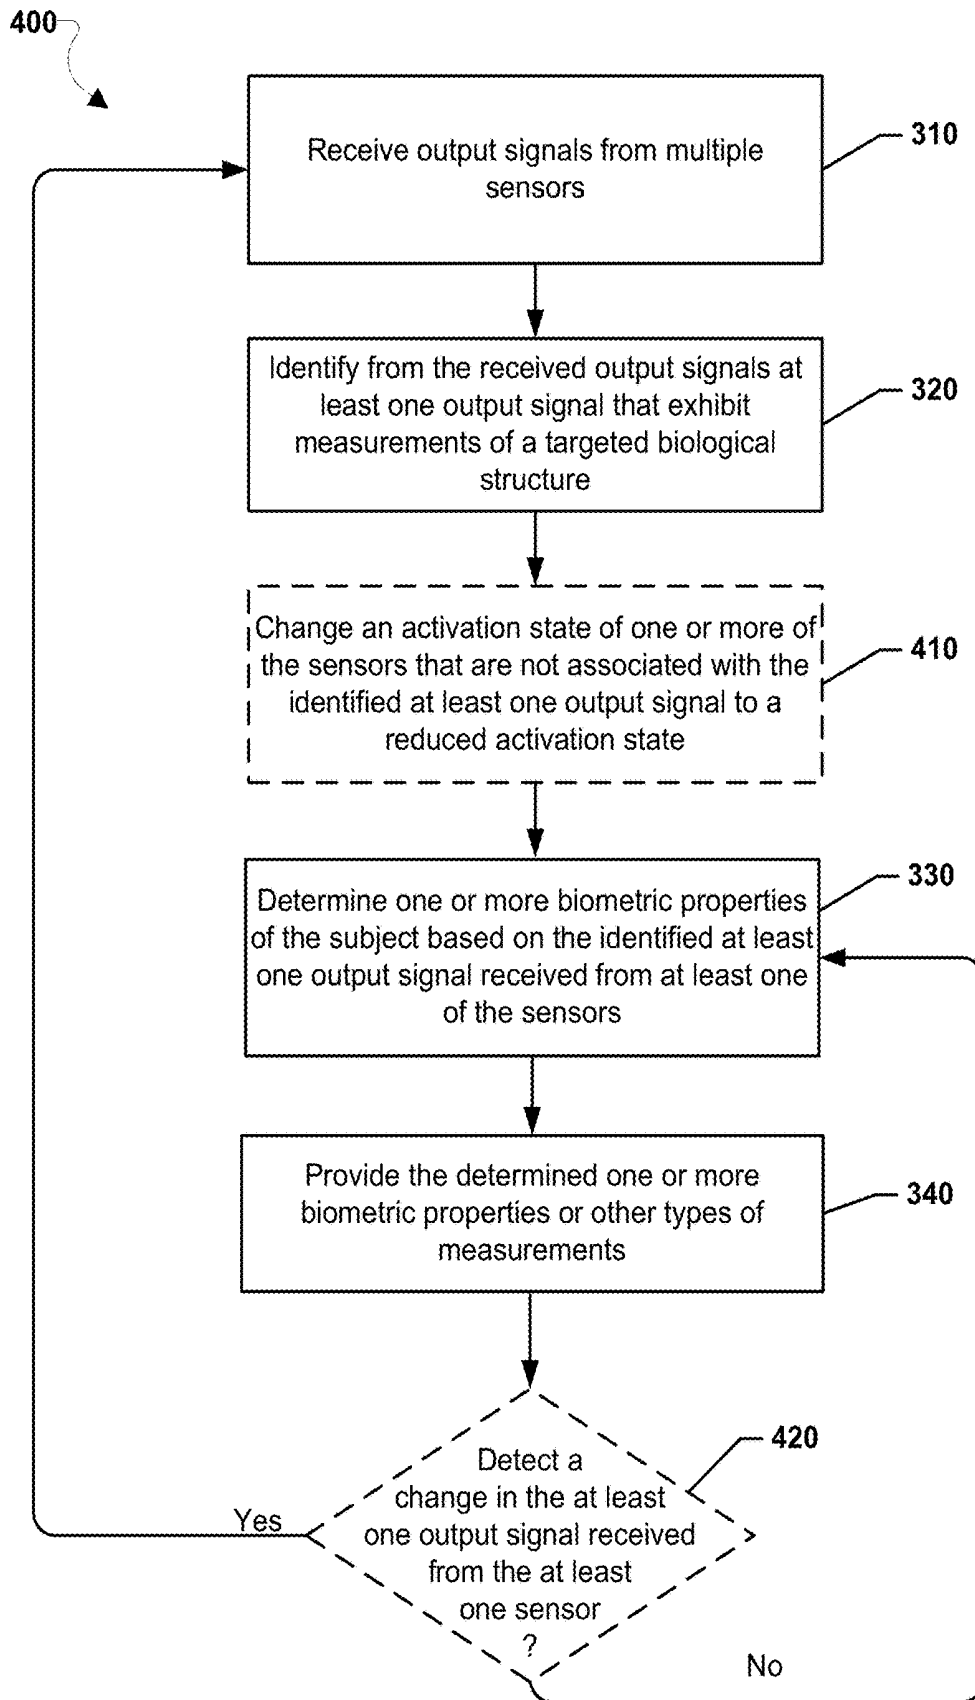 400
Receive output signals from multiple
sensors
310
Identify from the received output signals at
least one output signal that exhibit
measurements of a targeted biological
structure
320
Change an activation state of one or more of
the sensors that are not associated with the
identified at least one output signal to a
reduced activation state
410
Determine one or more biometric properties
of the subject based on the identified at least
one output signal received from at least one
of the sensors
330
Provide the determined one or more
biometric properties or other types of
measurements
340
Detect a
change in the at least
one output signal received
from the at least
one sensor
?
420
Yes
No